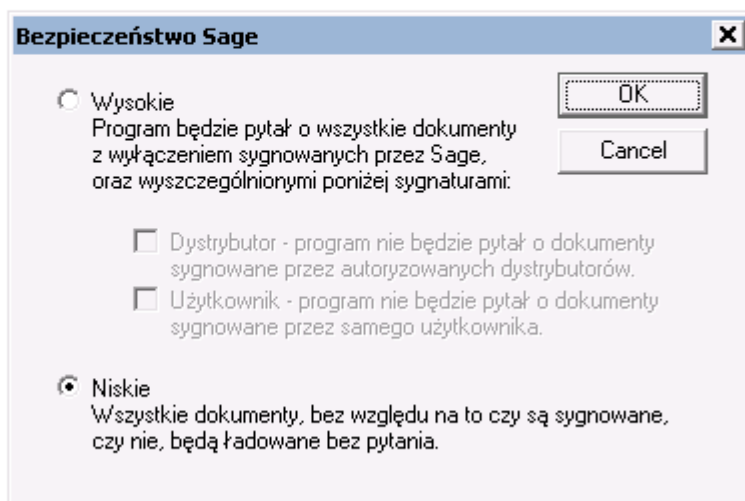 Bezpieczeństwo Sage
Wysokie
Program będzie pytał o wszystkie dokumenty
z wyłączeniem sygnowanych przez Sage,
oraz wyszczególnionymi poniżej sygnaturami:
OK
Cancel
Dystrybutor - program nie będzie pytał o dokumenty
sygnowane przez autoryzowanych dystrybutorów.
Użytkownik - program nie będzie pytał o dokumenty
sygnowane przez samego użytkownika.
Niskie
Wszystkie dokumenty, bez względu na to czy są sygnowane,
czy nie, będą ładowane bez pytania.